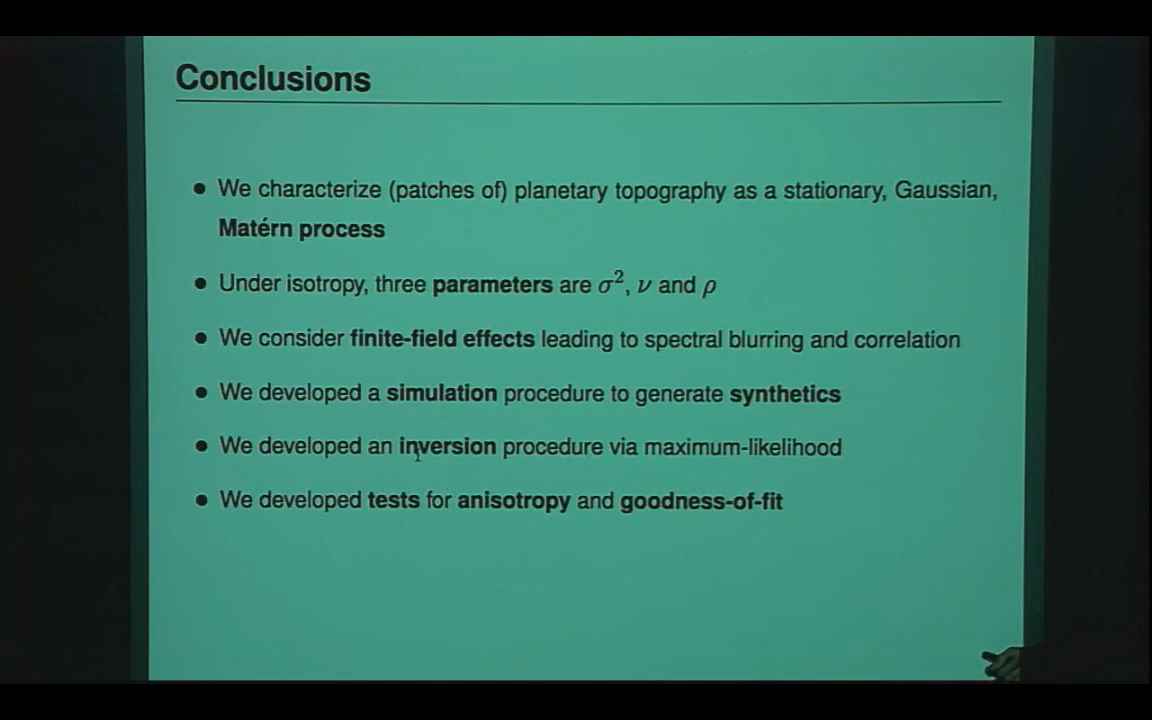 Conclusions
• We characterize (patches of) planetary topography as a stationary, Gaussian,
Matérn process
• Under isotropy, three parameters are σ², ν and ρ
• We consider finite-field effects leading to spectral blurring and correlation
• We developed a simulation procedure to generate synthetics
• We developed an inversion procedure via maximum-likelihood
• We developed tests for anisotropy and goodness-of-fit